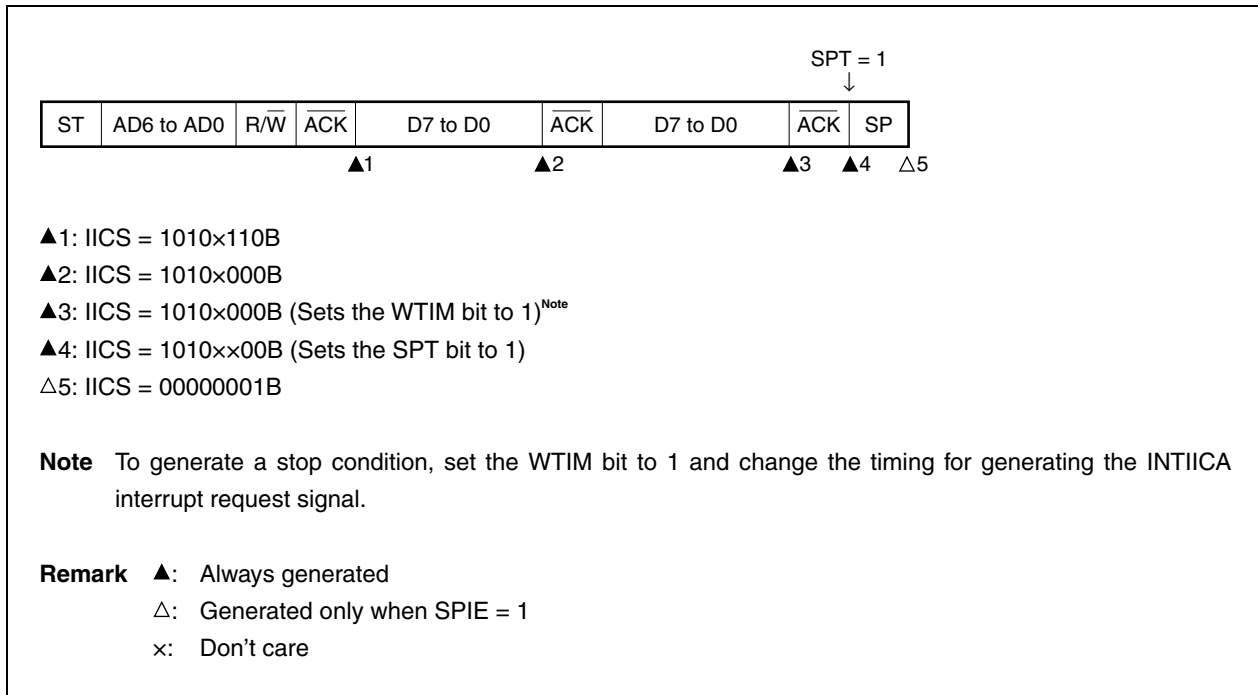 SPT = 1
↓
ST AD6 to AD0 R/W̅ A̅C̅K̅ D7 to D0 A̅C̅K̅ D7 to D0 A̅C̅K̅ SP
▲1 ▲2 ▲3 ▲4 △5
▲1: IICS = 1010×110B
▲2: IICS = 1010×000B
▲3: IICS = 1010×000B (Sets the WTIM bit to 1)Note
▲4: IICS = 1010××00B (Sets the SPT bit to 1)
△5: IICS = 00000001B
Note To generate a stop condition, set the WTIM bit to 1 and change the timing for generating the INTIICA
interrupt request signal.
Remark ▲: Always generated
△: Generated only when SPIE = 1
×: Don't care